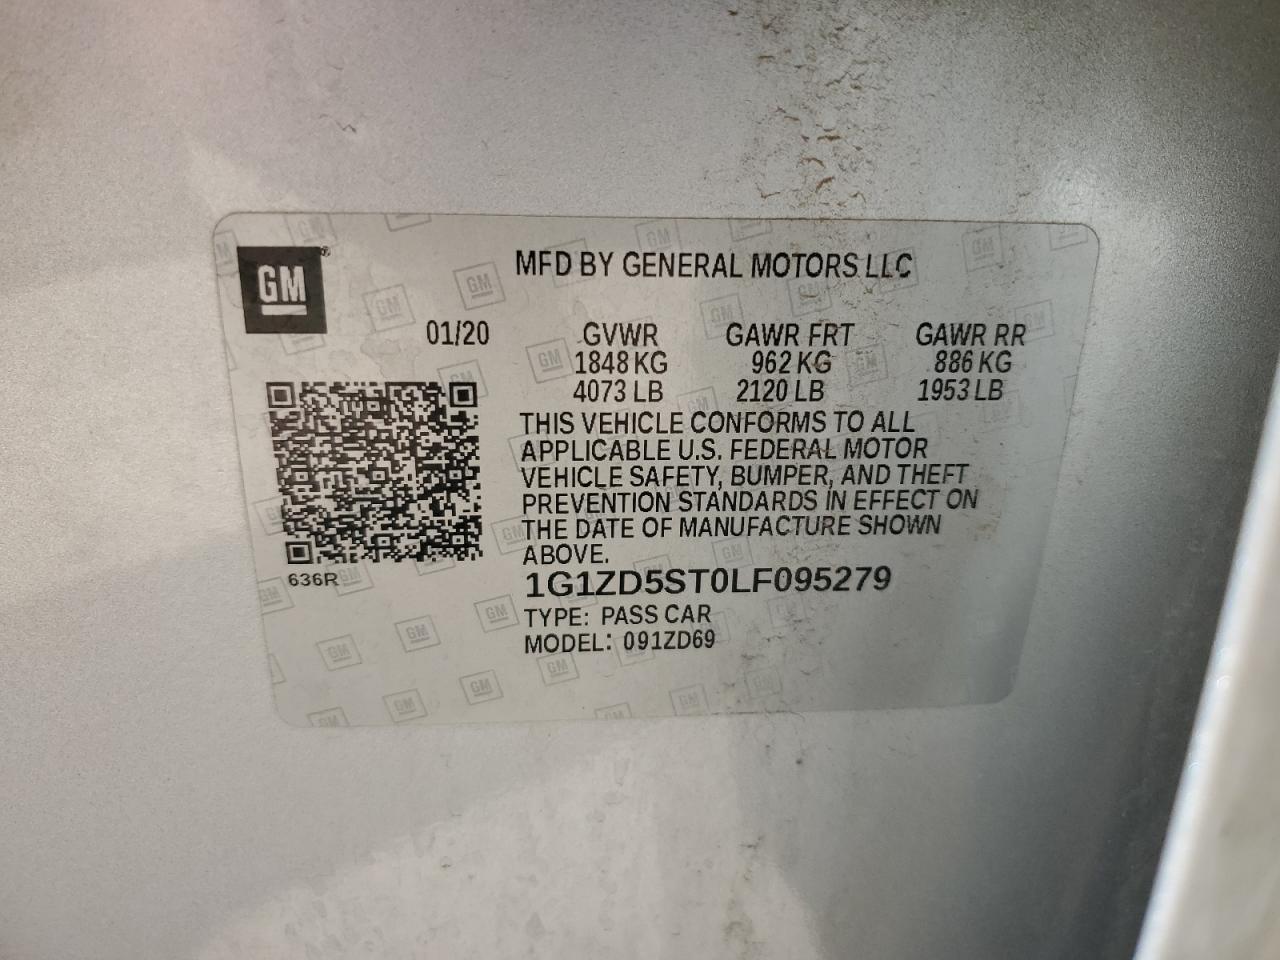 GM
MFD BY GENERAL MOTORS LLC
01/20 GVWR GAWR FRT GAWR RR
1848 KG 962 KG 886 KG
4073 LB 2120 LB 1953 LB
THIS VEHICLE CONFORMS TO ALL
APPLICABLE U.S. FEDERAL MOTOR
VEHICLE SAFETY, BUMPER, AND THEFT
PREVENTION STANDARDS IN EFFECT ON
THE DATE OF MANUFACTURE SHOWN
ABOVE.
636R
1G1ZD5ST0LF095279
TYPE: PASS CAR
MODEL: 091ZD69